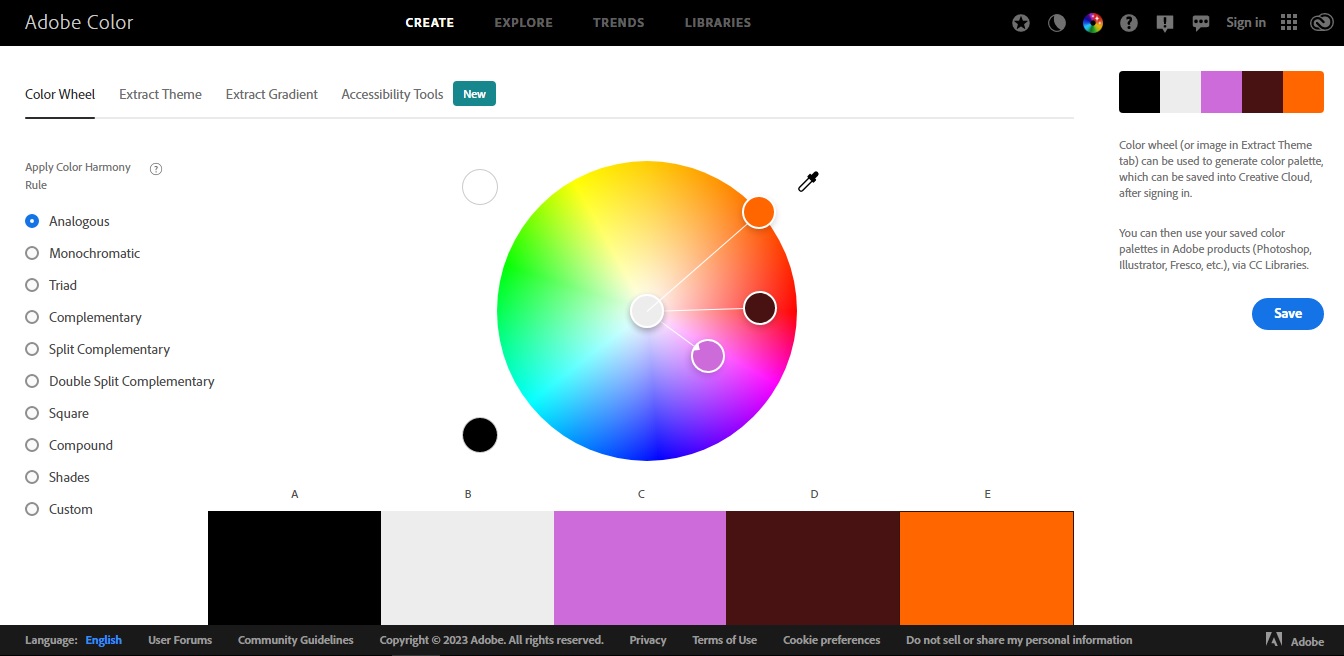 Adobe Color
CREATE EXPLORE TRENDS LIBRARIES
Sign in
Color Wheel Extract Theme Extract Gradient Accessibility Tools New
Apply Color Harmony
Rule
?
Analogous
Monochromatic
Triad
Complementary
Split Complementary
Double Split Complementary
Square
Compound
Shades
Custom
A B C D E
Color wheel (or image in Extract Theme
tab) can be used to generate color palette,
which can be saved into Creative Cloud,
after signing in.
You can then use your saved color
palettes in Adobe products (Photoshop,
Illustrator, Fresco, etc.), via CC Libraries.
Save
Language: English User Forums Community Guidelines Copyright © 2023 Adobe. All rights reserved. Privacy Terms of Use Cookie preferences Do not sell or share my personal information Adobe